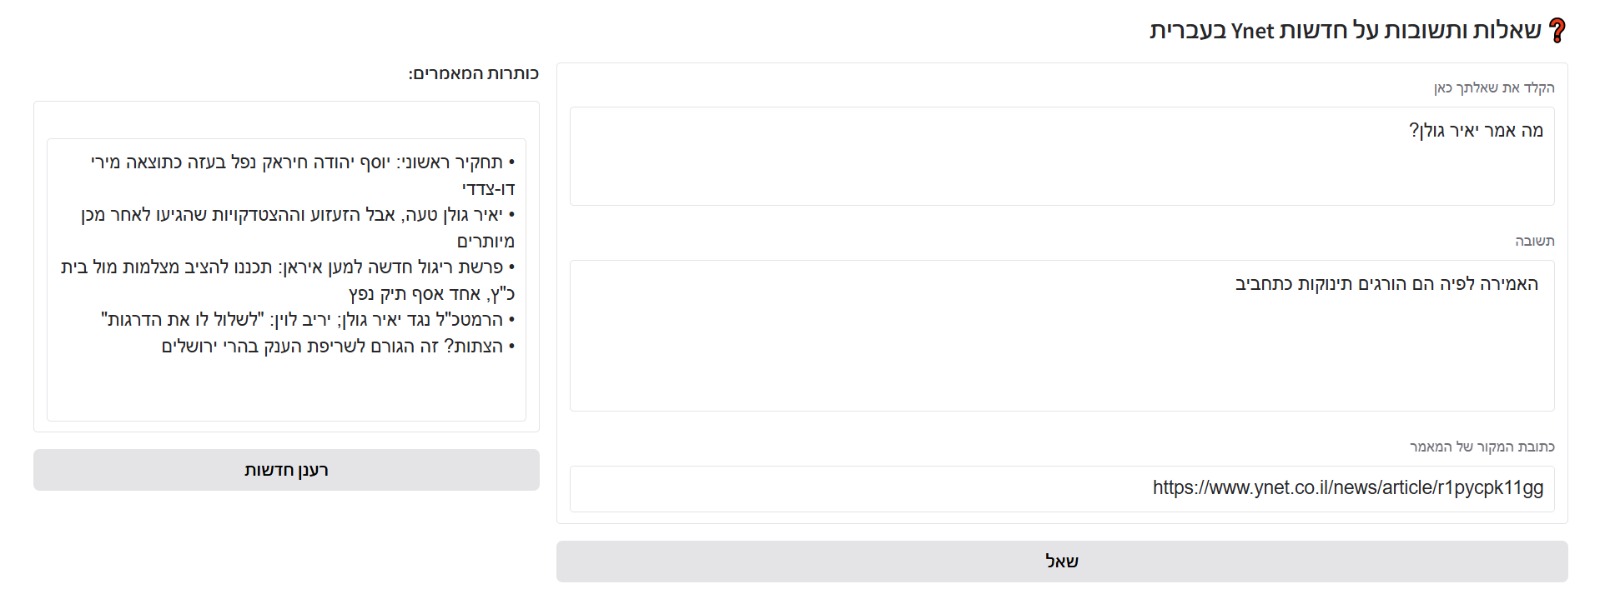 ❓ שאלות ותשובות על חדשות Ynet בעברית
הקלד את שאלתך כאן
מה אמר יאיר גולן?
תשובה
האמירה לפיה הם הורגים תינוקות כתחביב
כתובת המקור של המאמר
https://www.ynet.co.il/news/article/r1pycpk11gg
שאל
כותרות המאמרים:
• תחקיר ראשוני: יוסף יהודה חיראק נפל בעזה כתוצאה מירי
דו-צדדי
• יאיר גולן טעה, אבל הזעזוע וההצטדקויות שהגיעו לאחר מכן
מיותרים
• פרשת ריגול חדשה למען איראן: תכננו להציב מצלמות מול בית
כ"ץ, אחד אסף תיק נפץ
• הרמטכ"ל נגד יאיר גולן; יריב לוין: "לשלול לו את הדרגות"
• הצתות? זה הגורם לשריפת הענק בהרי ירושלים
רענן חדשות